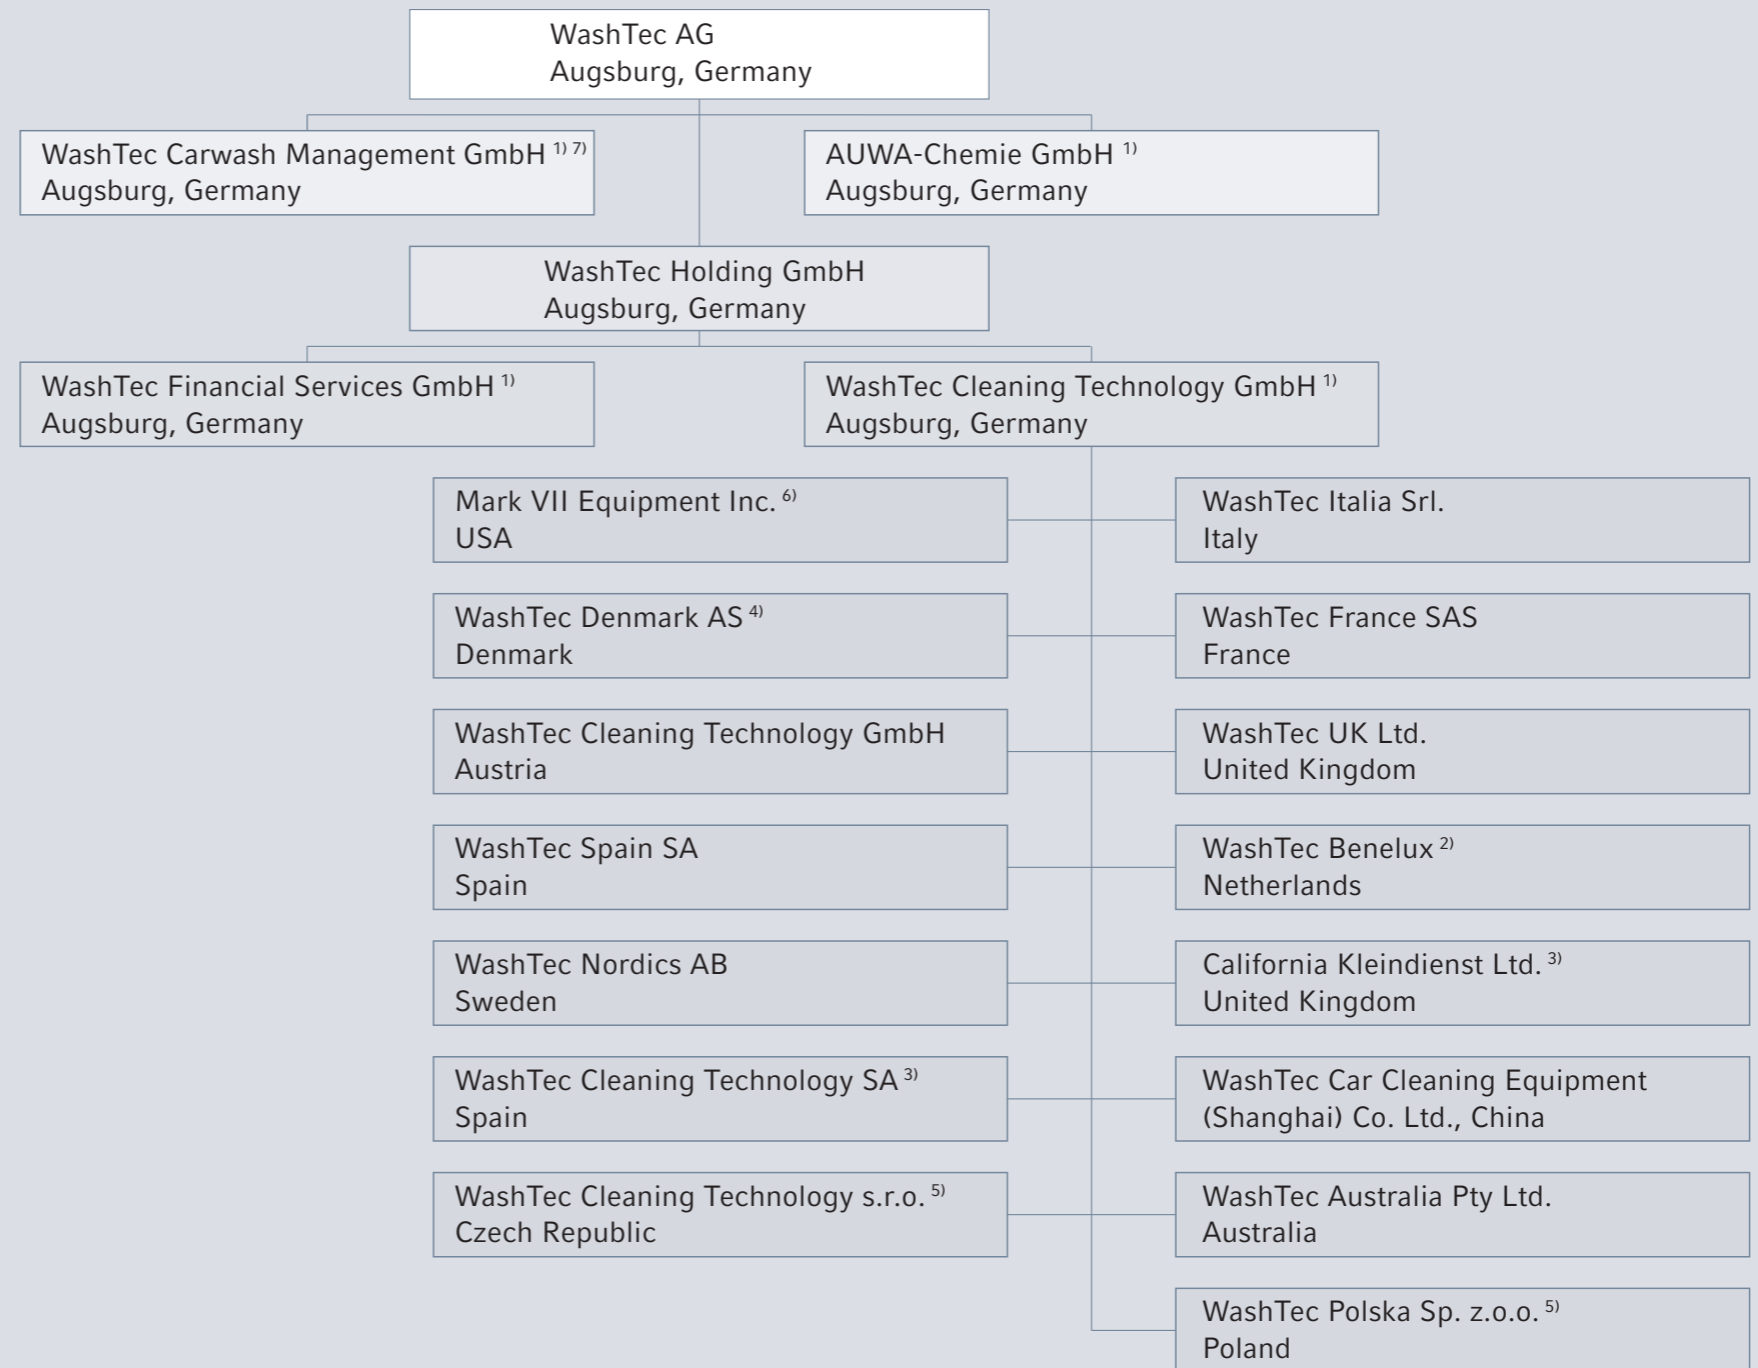 WashTec AG
Augsburg, Germany
WashTec Carwash Management GmbH 1) 7)
Augsburg, Germany
AUWA-Chemie GmbH 1)
Augsburg, Germany
WashTec Holding GmbH
Augsburg, Germany
WashTec Financial Services GmbH 1)
Augsburg, Germany
WashTec Cleaning Technology GmbH 1)
Augsburg, Germany
Mark VII Equipment Inc. 6)
USA
WashTec Italia Srl.
Italy
WashTec Denmark AS 4)
Denmark
WashTec France SAS
France
WashTec Cleaning Technology GmbH
Austria
WashTec UK Ltd.
United Kingdom
WashTec Spain SA
Spain
WashTec Benelux 2)
Netherlands
WashTec Nordics AB
Sweden
California Kleindienst Ltd. 3)
United Kingdom
WashTec Cleaning Technology SA 3)
Spain
WashTec Car Cleaning Equipment
(Shanghai) Co. Ltd., China
WashTec Cleaning Technology s.r.o. 5)
Czech Republic
WashTec Australia Pty Ltd.
Australia
WashTec Polska Sp. z.o.o. 5)
Poland